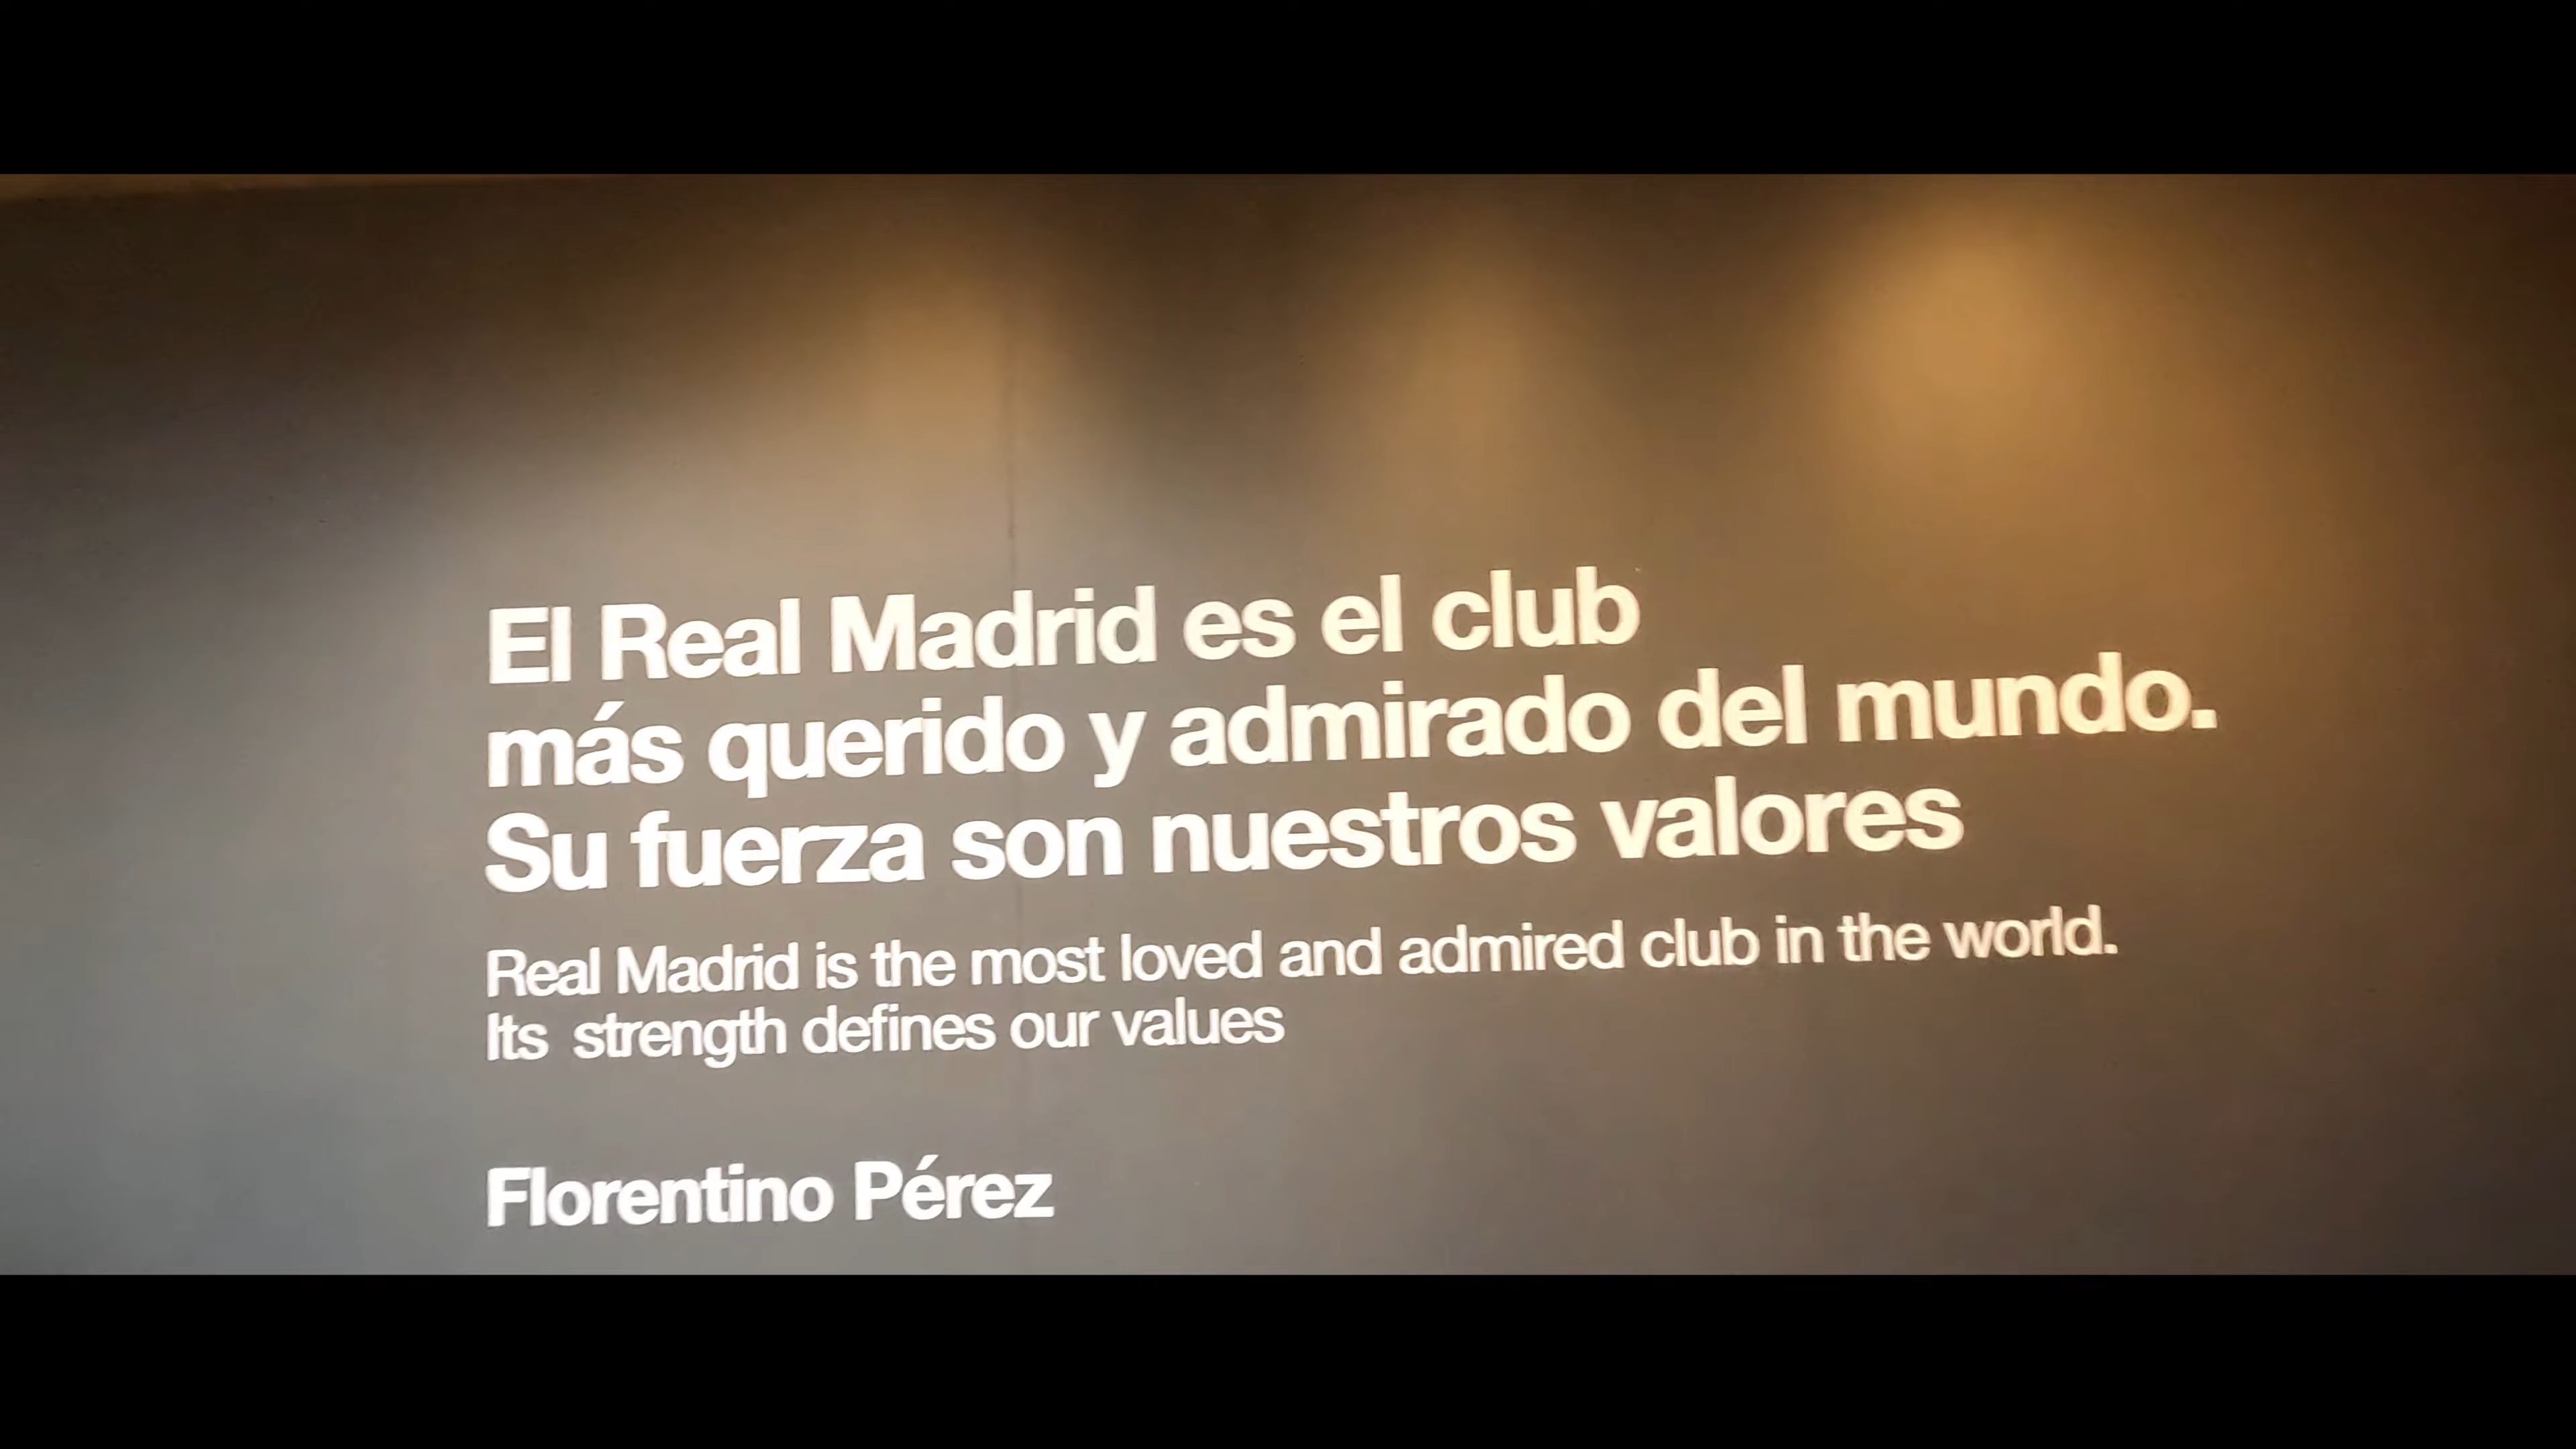 El Real Madrid es el club
más querido y admirado del mundo.
Su fuerza son nuestros valores
Real Madrid is the most loved and admired club in the world.
Its strength defines our values
Florentino Pérez